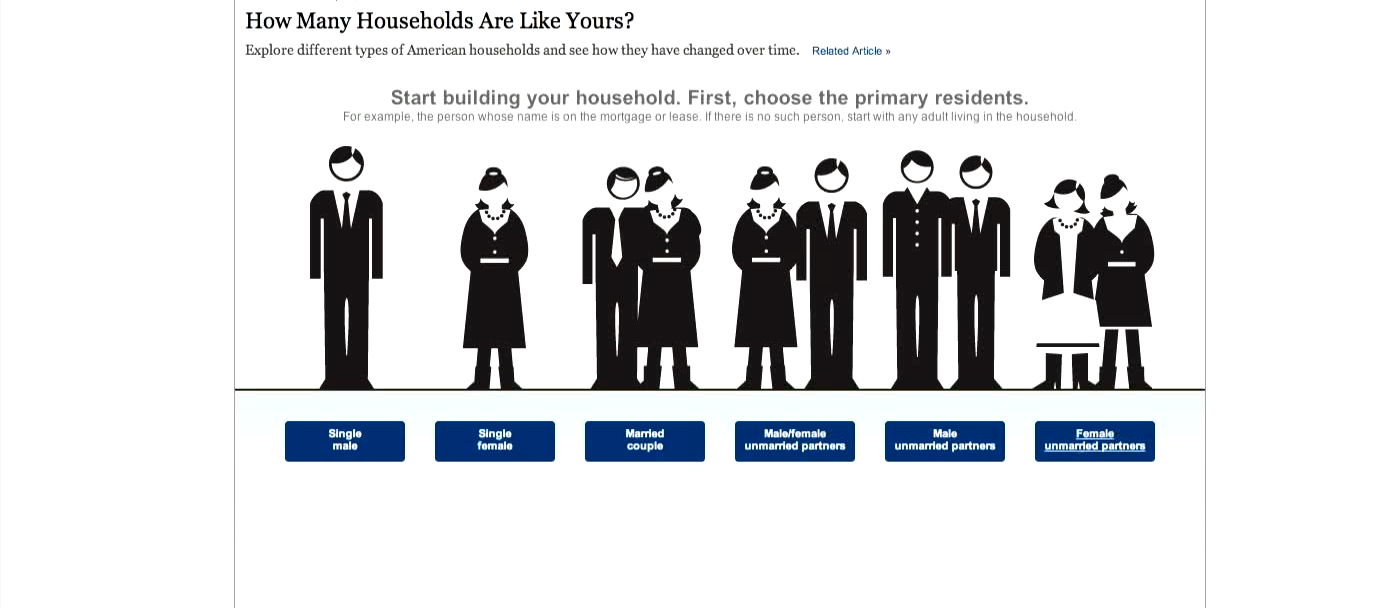 How Many Households Are Like Yours?
Explore different types of American households and see how they have changed over time. Related Article »
Start building your household. First, choose the primary residents.
For example, the person whose name is on the mortgage or lease. If there is no such person, start with any adult living in the household.
Single
male
Single
female
Married
couple
Male/female
unmarried partners
Male
unmarried partners
Female
unmarried partners